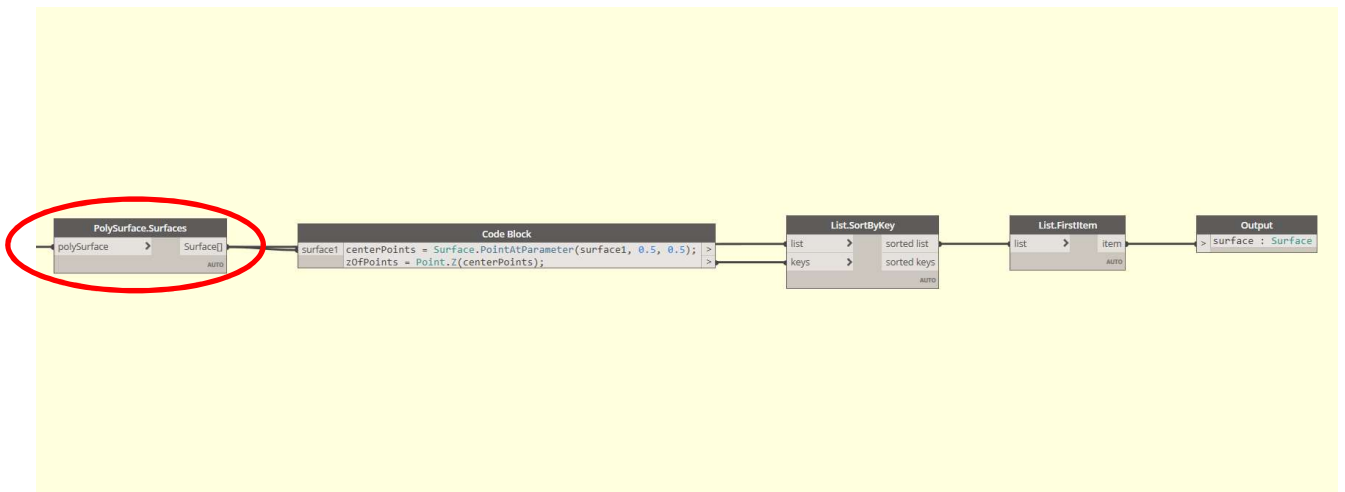 PolySurface.Surfaces
polySurface > Surface[]
AUTO
Code Block
surface1 centerPoints = Surface.PointAtParameter(surface1, 0.5, 0.5); >
zOfPoints = Point.Z(centerPoints); >
List.SortByKey
list > sorted list
keys > sorted keys
AUTO
List.FirstItem
list > item
AUTO
Output
> surface : Surface